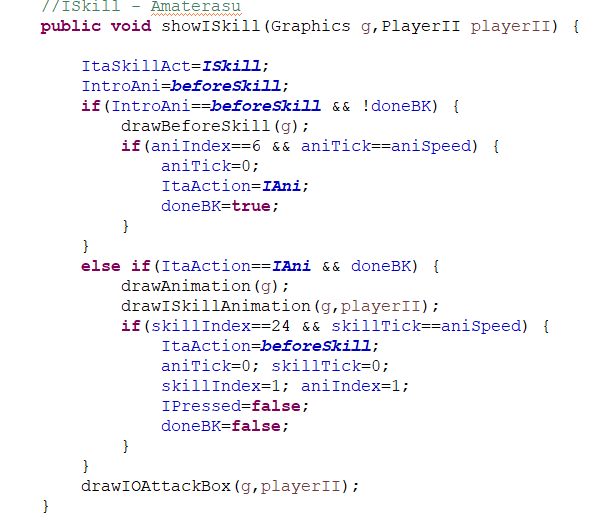 //ISkill - Amaterasu
public void showISkill(Graphics g,PlayerII playerII) {
ItaSkillAct=ISkill;
IntroAni=beforeSkill;
if(IntroAni==beforeSkill && !doneBK) {
drawBeforeSkill(g);
if(aniIndex==6 && aniTick==aniSpeed) {
aniTick=0;
ItaAction=IAni;
doneBK=true;
}
}
else if(ItaAction==IAni && doneBK) {
drawAnimation(g);
drawISkillAnimation(g,playerII);
if(skillIndex==24 && skillTick==aniSpeed) {
ItaAction=beforeSkill;
aniTick=0; skillTick=0;
skillIndex=1; aniIndex=1;
IPressed=false;
doneBK=false;
}
}
drawIOAttackBox(g,playerII);
}